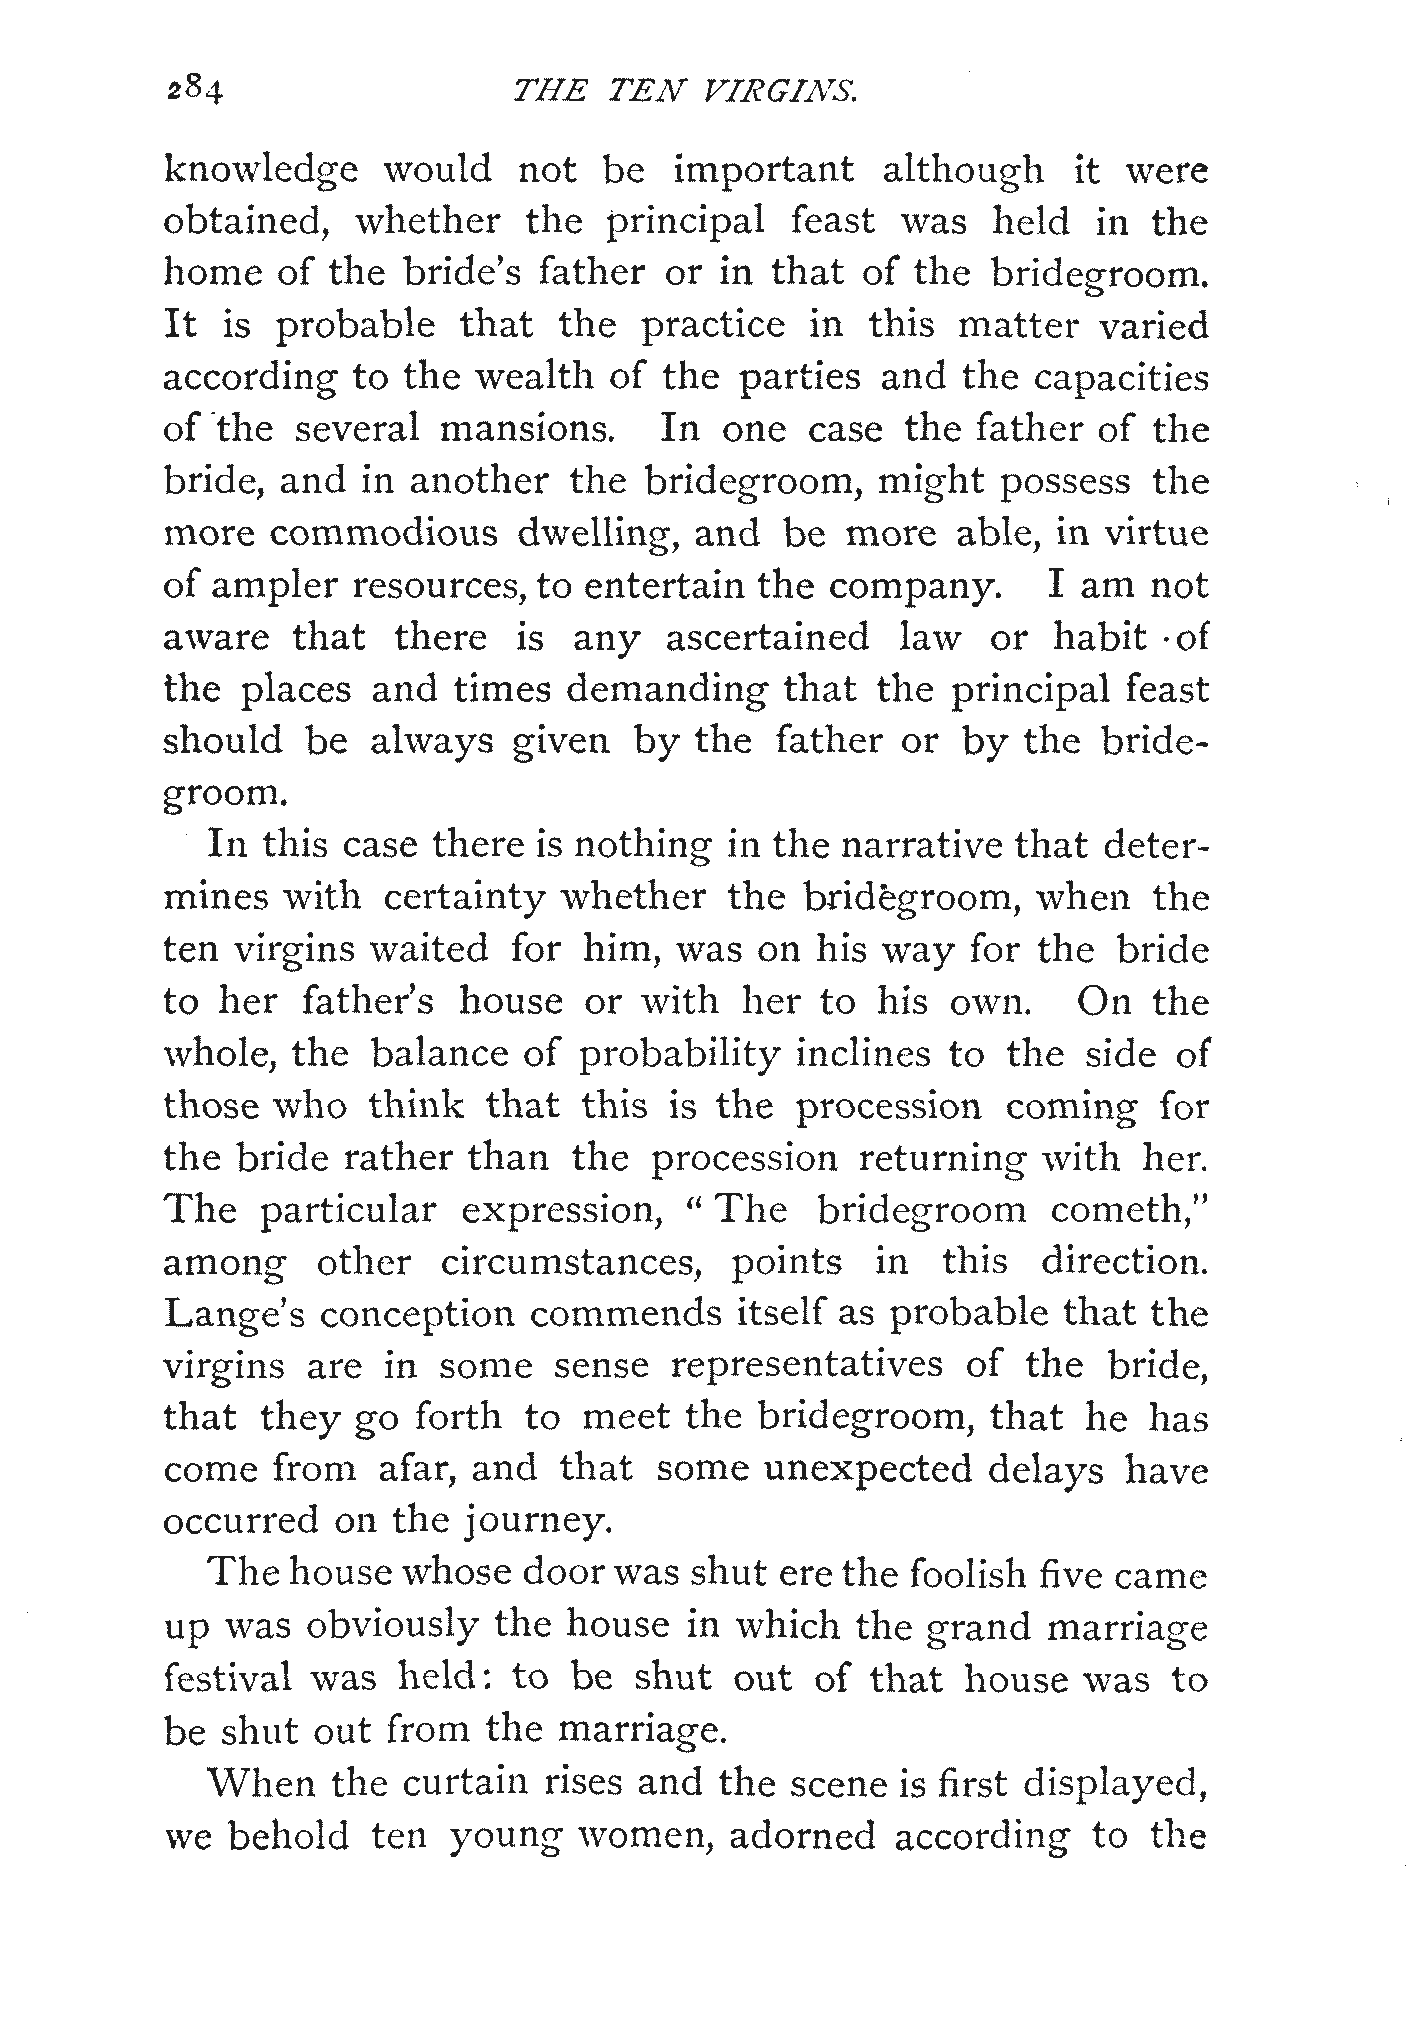 284 THE TEN VIRGINS.
knowledge would not be important although it were
obtained, whether the principal feast was held in the
home of the bride's father or in that of the bridegroom.
It is probable that the practice in this matter varied
according to the wealth of the parties and the capacities
of the several mansions. In one case the father of the
bride, and in another the bridegroom, might possess the
more commodious dwelling, and be more able, in virtue
of ampler resources, to entertain the company. I am not
aware that there is any ascertained law or habit of
the places and times demanding that the principal feast
should be always given by the father or by the bride-
groom.
In this case there is nothing in the narrative that deter-
mines with certainty whether the bridegroom, when the
ten virgins waited for him, was on his way for the bride
to her father's house or with her to his own. On the
whole, the balance of probability inclines to the side of
those who think that this is the procession coming for
the bride rather than the procession returning with her.
The particular expression, “The bridegroom cometh,”
among other circumstances, points in this direction.
Lange's conception commends itself as probable that the
virgins are in some sense representatives of the bride,
that they go forth to meet the bridegroom, that he has
come from afar, and that some unexpected delays have
occurred on the journey.
The house whose door was shut ere the foolish five came
up was obviously the house in which the grand marriage
festival was held: to be shut out of that house was to
be shut out from the marriage.
When the curtain rises and the scene is first displayed,
we behold ten young women, adorned according to the